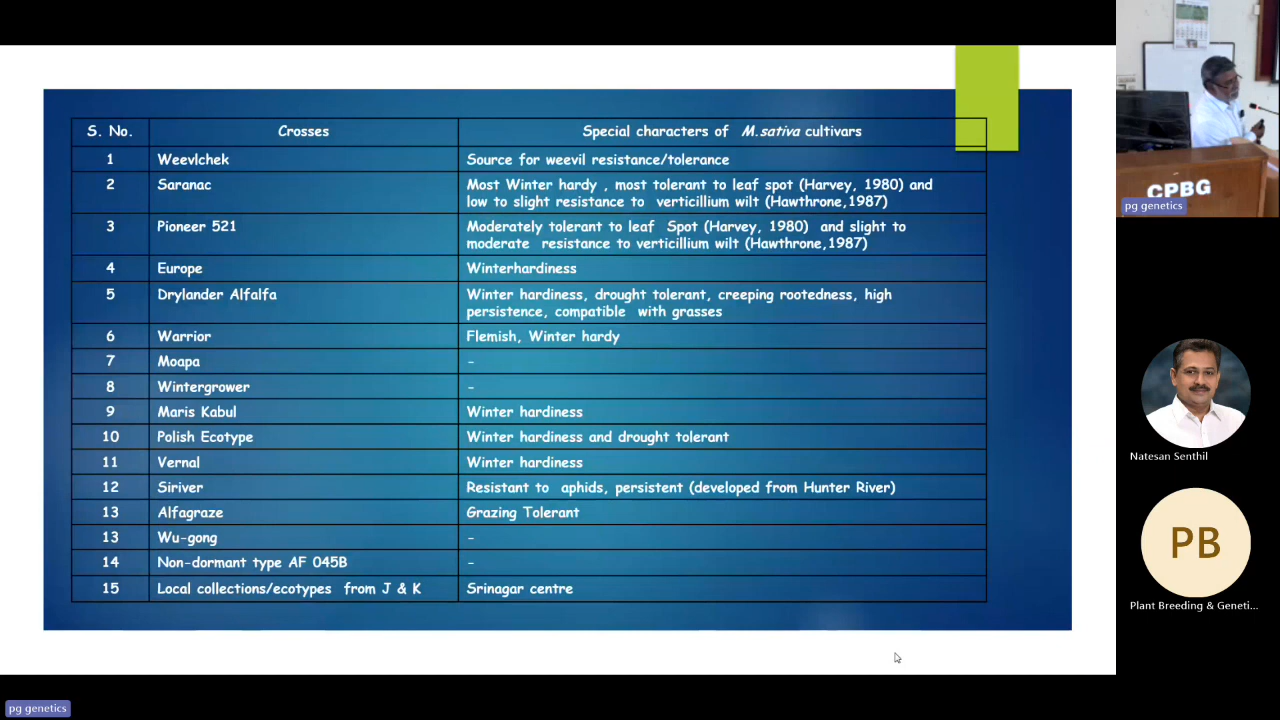 S. No. Crosses Special characters of M.sativa cultivars
1 Weevlchek Source for weevil resistance/tolerance
2 Saranac Most Winter hardy , most tolerant to leaf spot (Harvey, 1980) and
low to slight resistance to verticillium wilt (Hawthrone,1987)
3 Pioneer 521 Moderately tolerant to leaf Spot (Harvey, 1980) and slight to
moderate resistance to verticillium wilt (Hawthrone,1987)
4 Europe Winterhardiness
5 Drylander Alfalfa Winter hardiness, drought tolerant, creeping rootedness, high
persistence, compatible with grasses
6 Warrior Flemish, Winter hardy
7 Moapa -
8 Wintergrower -
9 Maris Kabul Winter hardiness
10 Polish Ecotype Winter hardiness and drought tolerant
11 Vernal Winter hardiness
12 Siriver Resistant to aphids, persistent (developed from Hunter River)
13 Alfagraze Grazing Tolerant
13 Wu-gong -
14 Non-dormant type AF 045B -
15 Local collections/ecotypes from J & K Srinagar centre
CPBG
pg genetics
Natesan Senthil
PB
Plant Breeding & Geneti...
pg genetics